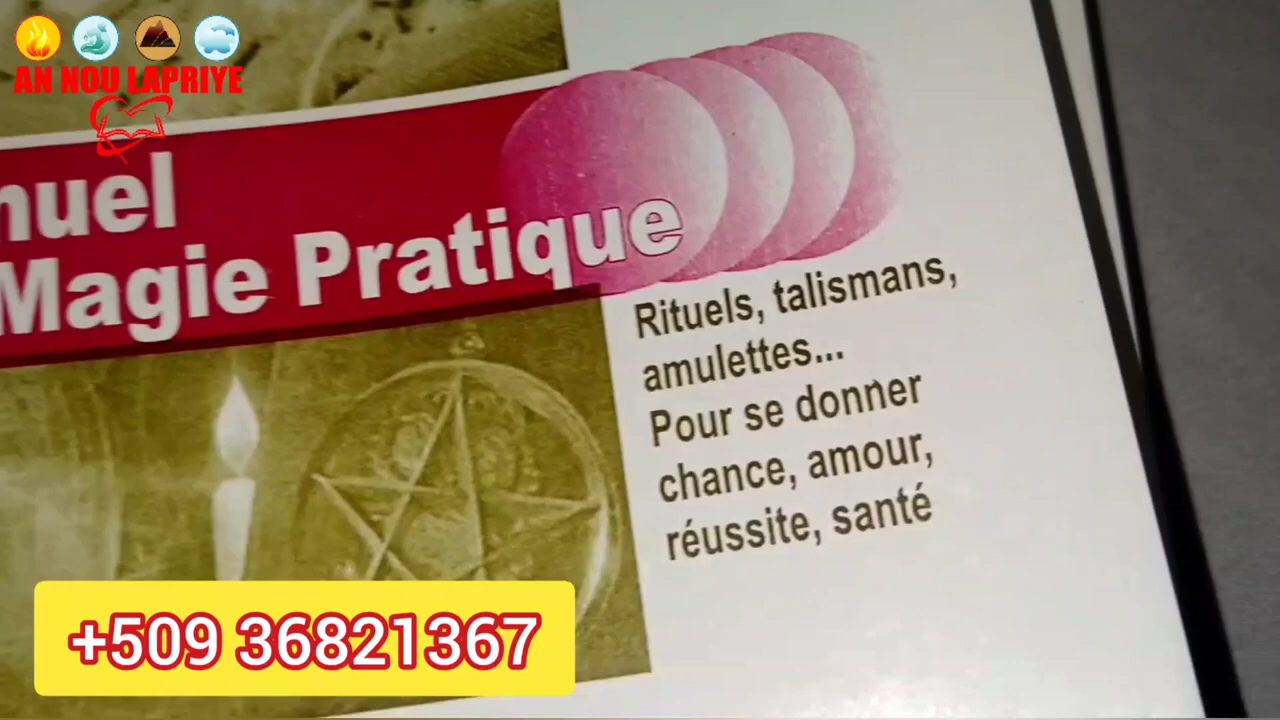 AN NOU LAPRIYE
nuel
Magie Pratique
Rituels, talismans,
amulettes...
Pour se donner
chance, amour,
réussite, santé
+509 36821367